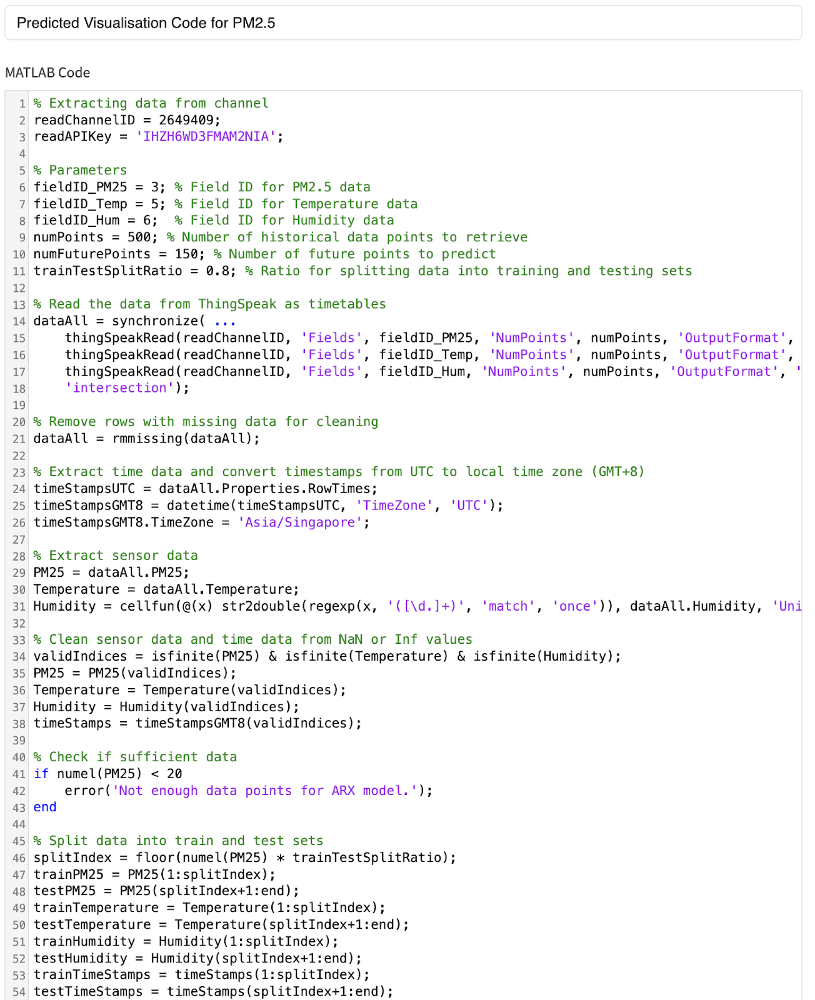 Predicted Visualisation Code for PM2.5
MATLAB Code
1 % Extracting data from channel
2 readChannelID = 2649409;
3 readAPIKey = 'IHZH6WD3FMAM2NIA';
4
5 % Parameters
6 fieldID_PM25 = 3; % Field ID for PM2.5 data
7 fieldID_Temp = 5; % Field ID for Temperature data
8 fieldID_Hum = 6;  % Field ID for Humidity data
9 numPoints = 500; % Number of historical data points to retrieve
10 numFuturePoints = 150; % Number of future points to predict
11 trainTestSplitRatio = 0.8; % Ratio for splitting data into training and testing sets
12
13 % Read the data from ThingSpeak as timetables
14 dataAll = synchronize( ...
15     thingSpeakRead(readChannelID, 'Fields', fieldID_PM25, 'NumPoints', numPoints, 'OutputFormat',
16     thingSpeakRead(readChannelID, 'Fields', fieldID_Temp, 'NumPoints', numPoints, 'OutputFormat',
17     thingSpeakRead(readChannelID, 'Fields', fieldID_Hum, 'NumPoints', numPoints, 'OutputFormat', '
18     'intersection');
19
20 % Remove rows with missing data for cleaning
21 dataAll = rmmissing(dataAll);
22
23 % Extract time data and convert timestamps from UTC to local time zone (GMT+8)
24 timeStampsUTC = dataAll.Properties.RowTimes;
25 timeStampsGMT8 = datetime(timeStampsUTC, 'TimeZone', 'UTC');
26 timeStampsGMT8.TimeZone = 'Asia/Singapore';
27
28 % Extract sensor data
29 PM25 = dataAll.PM25;
30 Temperature = dataAll.Temperature;
31 Humidity = cellfun(@(x) str2double(regexp(x, '([\d.]+)', 'match', 'once')), dataAll.Humidity, 'Uni
32
33 % Clean sensor data and time data from NaN or Inf values
34 validIndices = isfinite(PM25) & isfinite(Temperature) & isfinite(Humidity);
35 PM25 = PM25(validIndices);
36 Temperature = Temperature(validIndices);
37 Humidity = Humidity(validIndices);
38 timeStamps = timeStampsGMT8(validIndices);
39
40 % Check if sufficient data
41 if numel(PM25) < 20
42     error('Not enough data points for ARX model.');
43 end
44
45 % Split data into train and test sets
46 splitIndex = floor(numel(PM25) * trainTestSplitRatio);
47 trainPM25 = PM25(1:splitIndex);
48 testPM25 = PM25(splitIndex+1:end);
49 trainTemperature = Temperature(1:splitIndex);
50 testTemperature = Temperature(splitIndex+1:end);
51 trainHumidity = Humidity(1:splitIndex);
52 testHumidity = Humidity(splitIndex+1:end);
53 trainTimeStamps = timeStamps(1:splitIndex);
54 testTimeStamps = timeStamps(splitIndex+1:end);